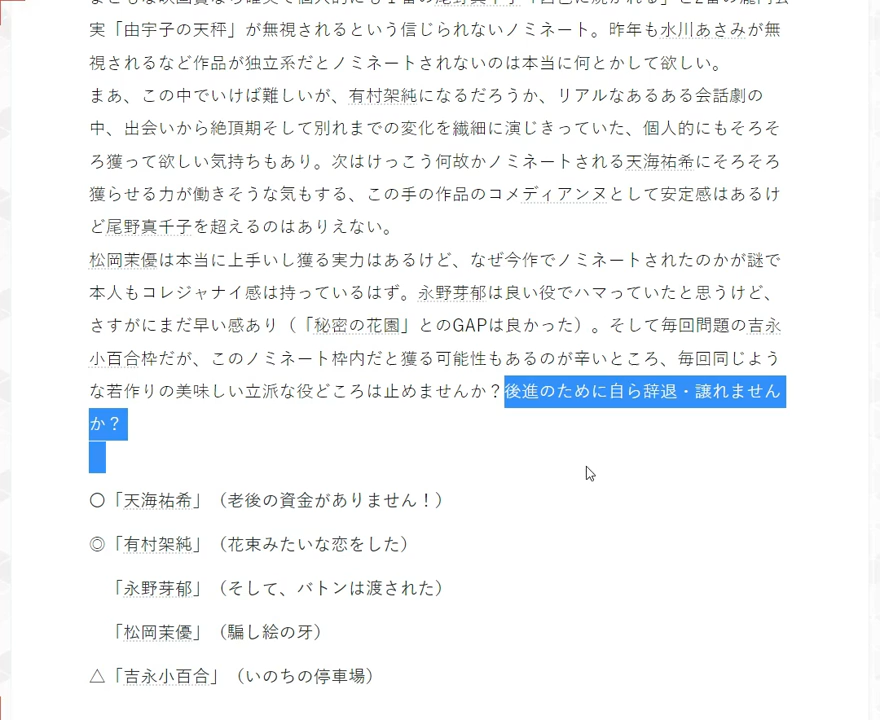 実「由宇子の天秤」が無視されるという信じられないノミネート。昨年も水川あさみが無
視されるなど作品が独立系だとノミネートされないのは本当に何とかして欲しい。
まあ、この中でいけば難しいが、有村架純になるだろうか、リアルなあるある会話劇の
中、出会いから絶頂期そして別れまでの変化を繊細に演じきっていた、個人的にもそろそ
ろ獲って欲しい気持ちもあり。次はけっこう何故かノミネートされる天海祐希にそろそろ
獲らせる力が働きそうな気もする、この手の作品のコメディアンヌとして安定感はあるけ
ど尾野真千子を超えるのはありえない。
松岡茉優は本当に上手いし獲る実力はあるけど、なぜ今作でノミネートされたのかが謎で
本人もコレジャナイ感は持っているはず。永野芽郁は良い役でハマっていたと思うけど、
さすがにまだ早い感あり（「秘密の花園」とのGAPは良かった）。そして毎回問題の吉永
小百合枠だが、このノミネート枠内だと獲る可能性もあるのが辛いところ、毎回同じよう
な若作りの美味しい立派な役どころは止めませんか？後進のために自ら辞退・譲れません
か？
〇「天海祐希」（老後の資金がありません！）
◎「有村架純」（花束みたいな恋をした）
「永野芽郁」（そして、バトンは渡された）
「松岡茉優」（騙し絵の牙）
△「吉永小百合」（いのちの停車場）